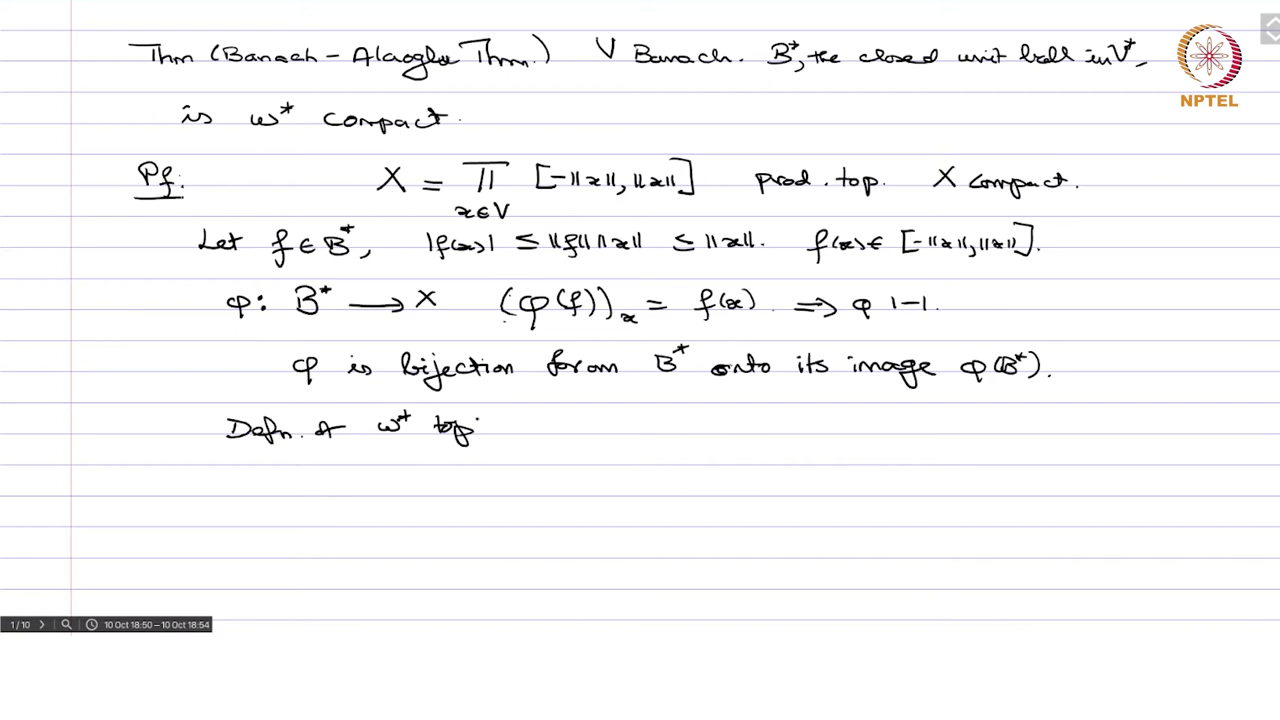 Thm (Banach-Alaoglu Thm.) V Banach. B*, the closed unit ball in V*,
NPTEL
is w* compact.
Pf: X = Π [-||x||, ||x||] prod. top. X compact.
x∈V
Let f ∈ B*, |f(x)| ≤ ||f|| ||x|| ≤ ||x||. f(x) ∈ [-||x||, ||x||].
φ: B* → X (φ(f))ₓ = f(x). ⇒ φ 1-1.
φ is bijection from B* onto its image φ(B*).
Defn. of w* top.
1/10 10 Oct 18:50 – 10 Oct 18:54